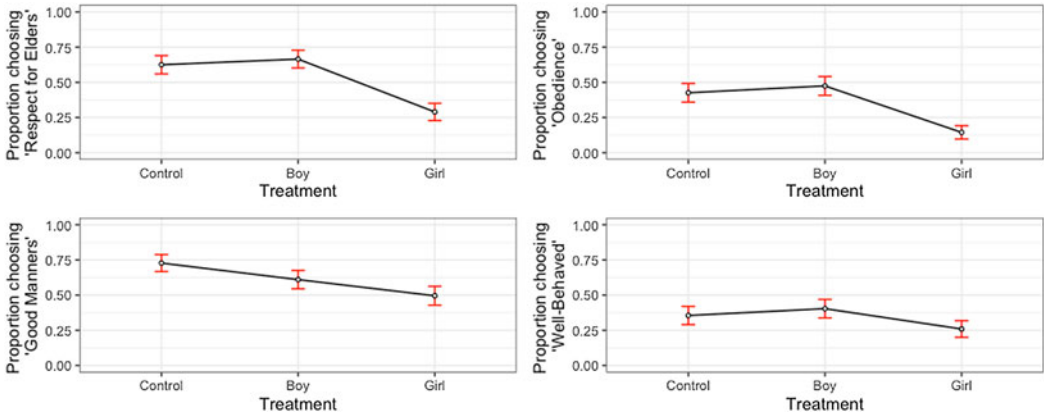 Proportion choosing
'Respect for Elders'
1.00
0.75
0.50
0.25
0.00
Control
Boy
Girl
Treatment
Proportion choosing
'Obedience'
1.00
0.75
0.50
0.25
0.00
Control
Boy
Girl
Treatment
Proportion choosing
'Good Manners'
1.00
0.75
0.50
0.25
0.00
Control
Boy
Girl
Treatment
Proportion choosing
'Well-Behaved'
1.00
0.75
0.50
0.25
0.00
Control
Boy
Girl
Treatment